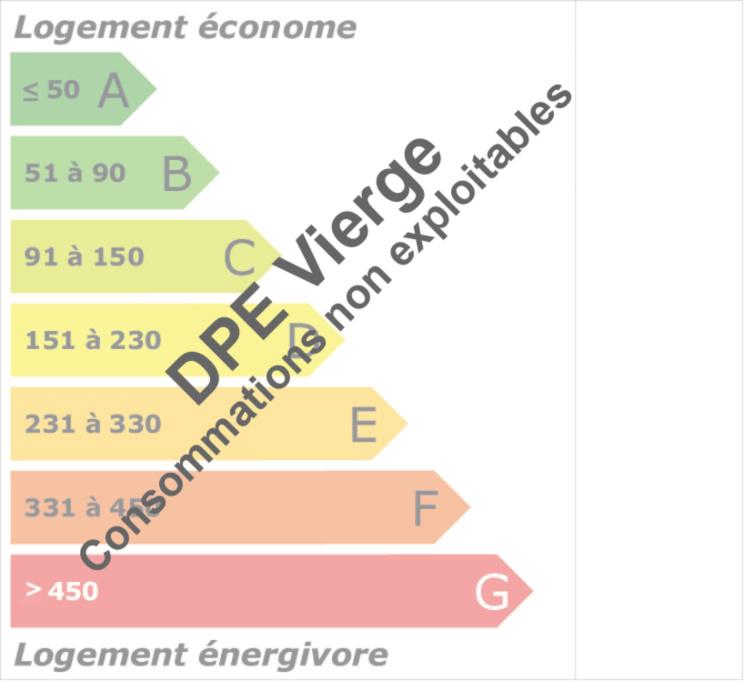 Logement économe
≤ 50 A
51 à 90 B
91 à 150 C
151 à 230 D
231 à 330 E
331 à 450 F
> 450 G
Logement énergivore
DPE Vierge
Consommations non exploitables